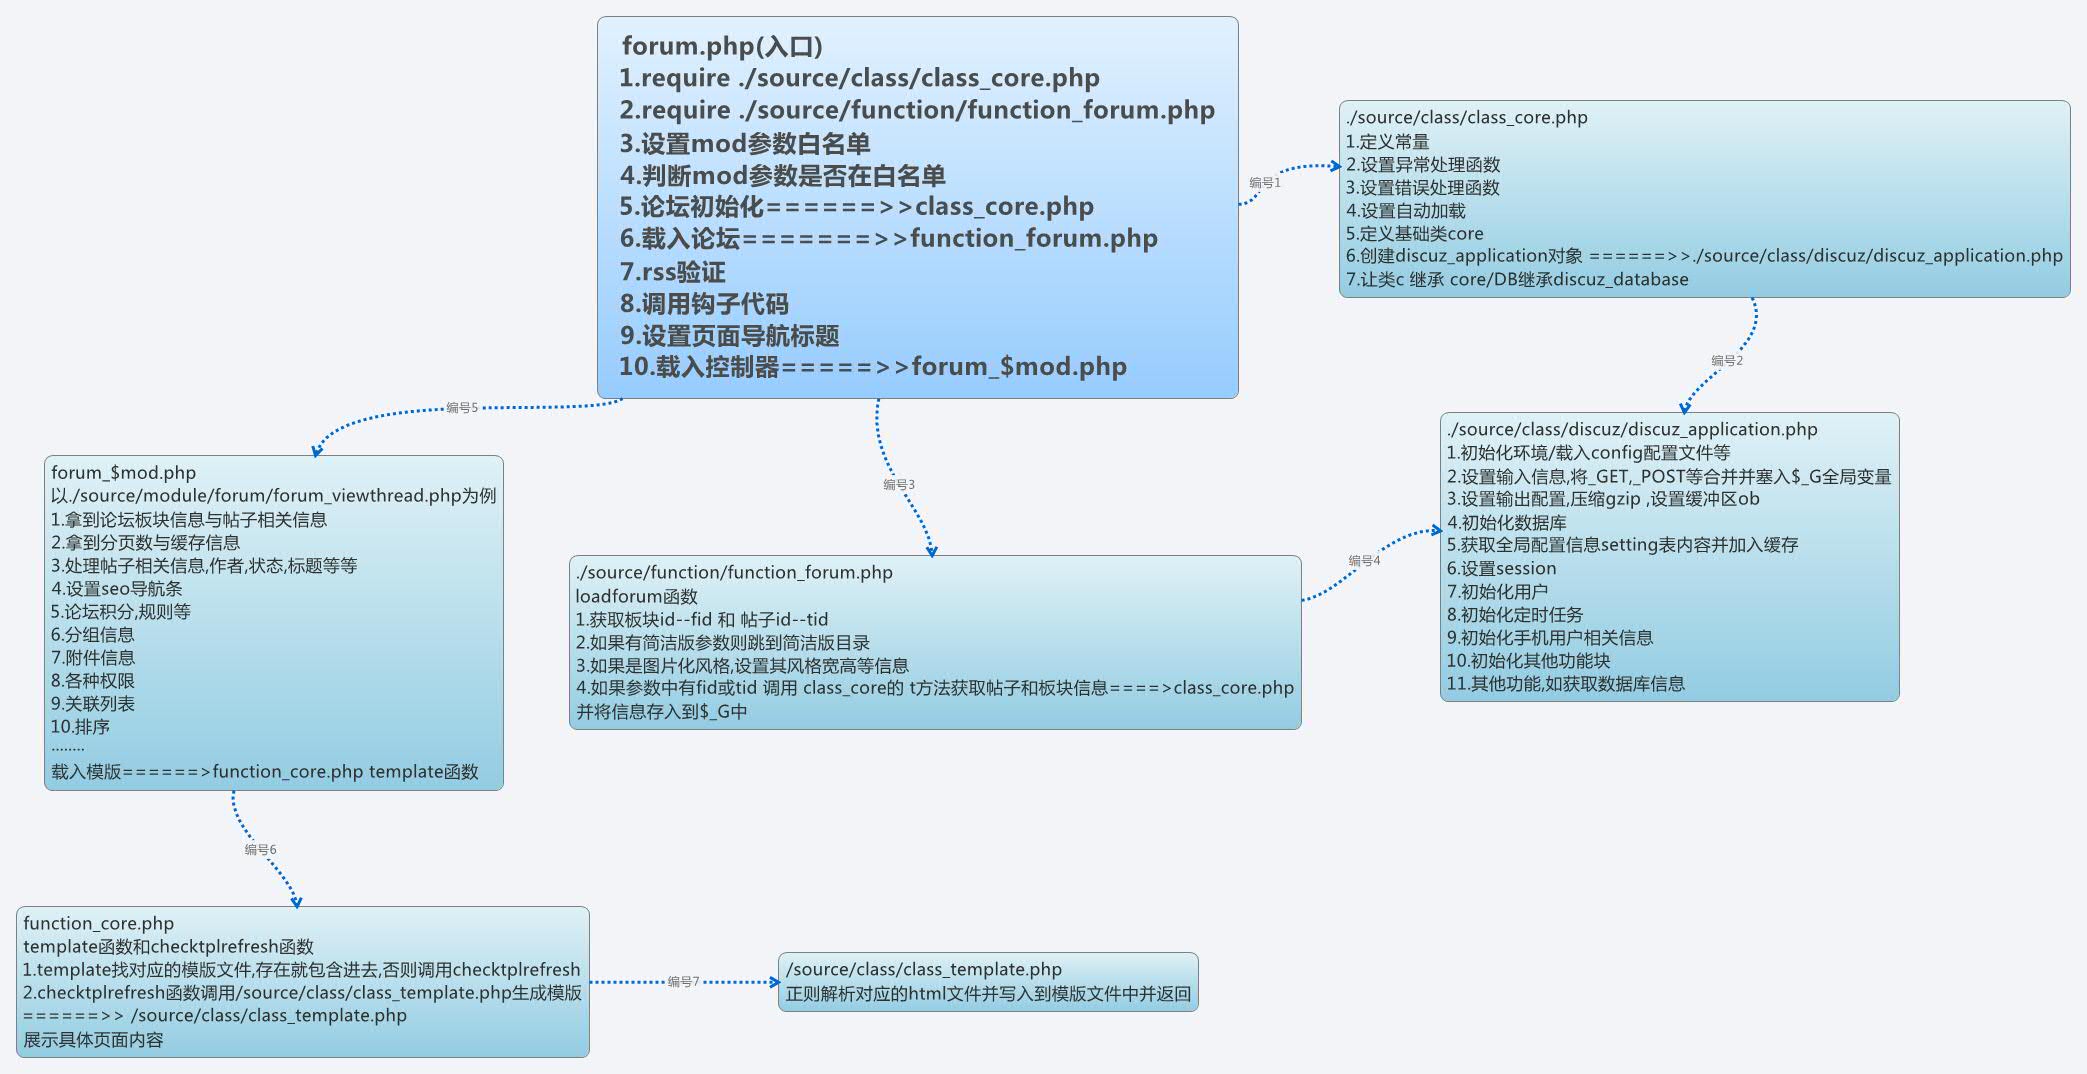 forum.php(入口)
1.require ./source/class/class_core.php
2.require ./source/function/function_forum.php
3.设置mod参数白名单
4.判断mod参数是否在白名单
5.论坛初始化======>>class_core.php
6.载入论坛=======>>function_forum.php
7.rss验证
8.调用钩子代码
9.设置页面导航标题
10.载入控制器=====>>forum_$mod.php
编号1
./source/class/class_core.php
1.定义常量
2.设置异常处理函数
3.设置错误处理函数
4.设置自动加载
5.定义基础类core
6.创建discuz_application对象 ======>>./source/class/discuz/discuz_application.php
7.让类c 继承 core/DB继承discuz_database
编号2
./source/class/discuz/discuz_application.php
1.初始化环境/载入config配置文件等
2.设置输入信息,将_GET,_POST等合并并塞入$_G全局变量
3.设置输出配置,压缩gzip ,设置缓冲区ob
4.初始化数据库
5.获取全局配置信息setting表内容并加入缓存
6.设置session
7.初始化用户
8.初始化定时任务
9.初始化手机用户相关信息
10.初始化其他功能块
11.其他功能,如获取数据库信息
编号3
./source/function/function_forum.php
loadforum函数
1.获取板块id--fid 和 帖子id--tid
2.如果有简洁版参数则跳到简洁版目录
3.如果是图片化风格,设置其风格宽高等信息
4.如果参数中有fid或tid 调用 class_core的 t方法获取帖子和板块信息====>class_core.php
并将信息存入到$_G中
编号4
编号5
forum_$mod.php
以./source/module/forum/forum_viewthread.php为例
1.拿到论坛板块信息与帖子相关信息
2.拿到分页数与缓存信息
3.处理帖子相关信息,作者,状态,标题等等
4.设置seo导航条
5.论坛积分,规则等
6.分组信息
7.附件信息
8.各种权限
9.关联列表
10.排序
........
载入模版======>function_core.php template函数
编号6
function_core.php
template函数和checktplrefresh函数
1.template找对应的模版文件,存在就包含进去,否则调用checktplrefresh
2.checktplrefresh函数调用/source/class/class_template.php生成模版
======>> /source/class/class_template.php
展示具体页面内容
编号7
/source/class/class_template.php
正则解析对应的html文件并写入到模版文件中并返回